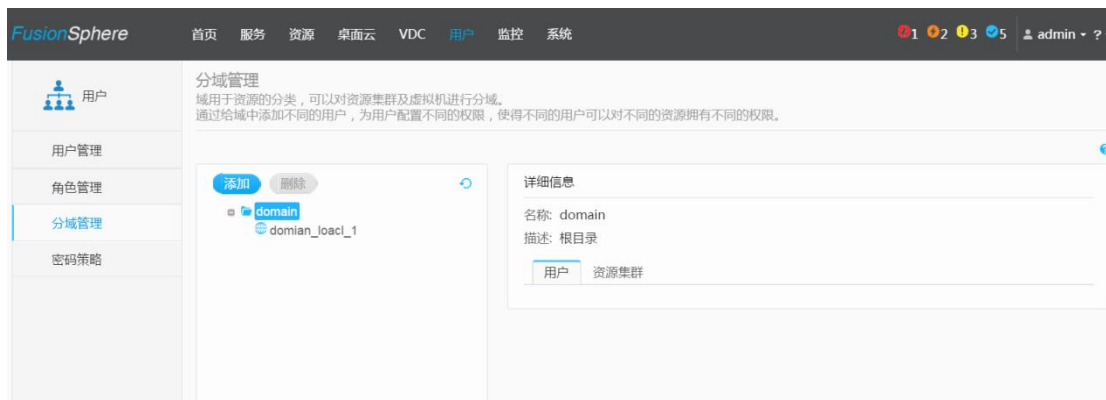 FusionSphere 首页 服务 资源 桌面云 VDC 用户 监控 系统 1 2 3 5 admin ?
用户
用户管理
角色管理
分域管理
密码策略
分域管理
域用于资源的分类,可以对资源集群及虚拟机进行分域。
通过给域中添加不同的用户,为用户配置不同的权限,使得不同的用户可以对不同的资源拥有不同的权限。
添加 删除
domain
domian_loacl_1
详细信息
名称: domain
描述: 根目录
用户 资源集群